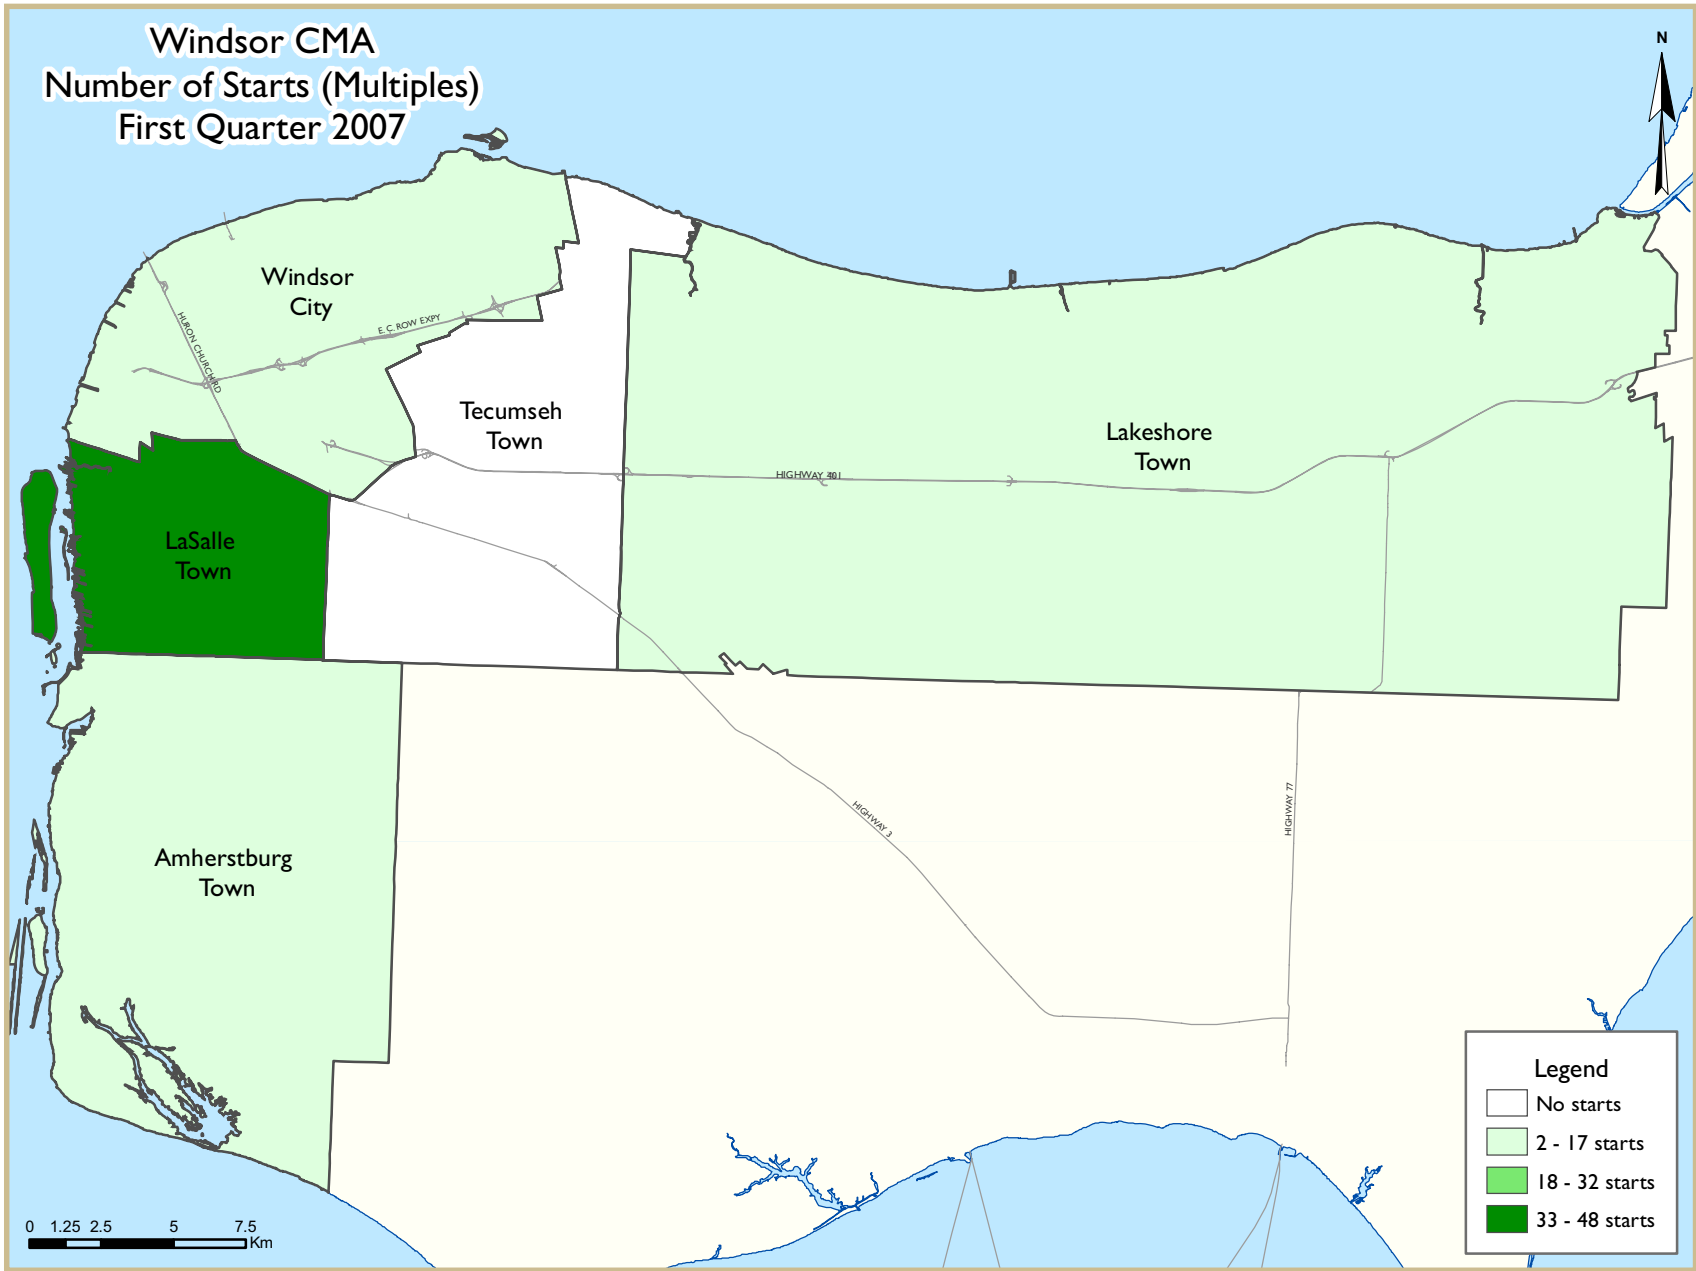 Windsor CMA
Number of Starts (Multiples)
First Quarter 2007
N
Windsor
City
HURON CHURCH RD
E. C. ROW EXPY
Tecumseh
Town
Lakeshore
Town
HIGHWAY 401
LaSalle
Town
HIGHWAY 77
HIGHWAY 3
Amherstburg
Town
Legend
No starts
2 - 17 starts
18 - 32 starts
33 - 48 starts
0 1.25 2.5 5 7.5
Km